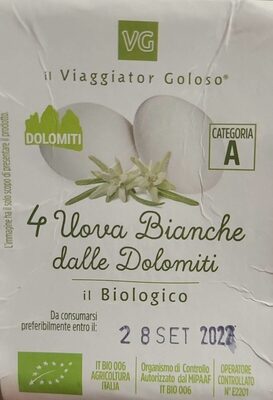 VG
il Viaggiator Goloso®
DOLOMITI
CATEGORIA
A
L'immagine ha il solo scopo di presentare il prodotto.
4 Uova Bianche
dalle Dolomiti
il Biologico
Da consumarsi
preferibilmente entro il:
28 SET 2022
IT BIO 006
AGRICOLTURA
ITALIA
Organismo di Controllo
Autorizzato dal MIPAAF
IT BIO 006
OPERATORE
CONTROLLATO
N° E2201